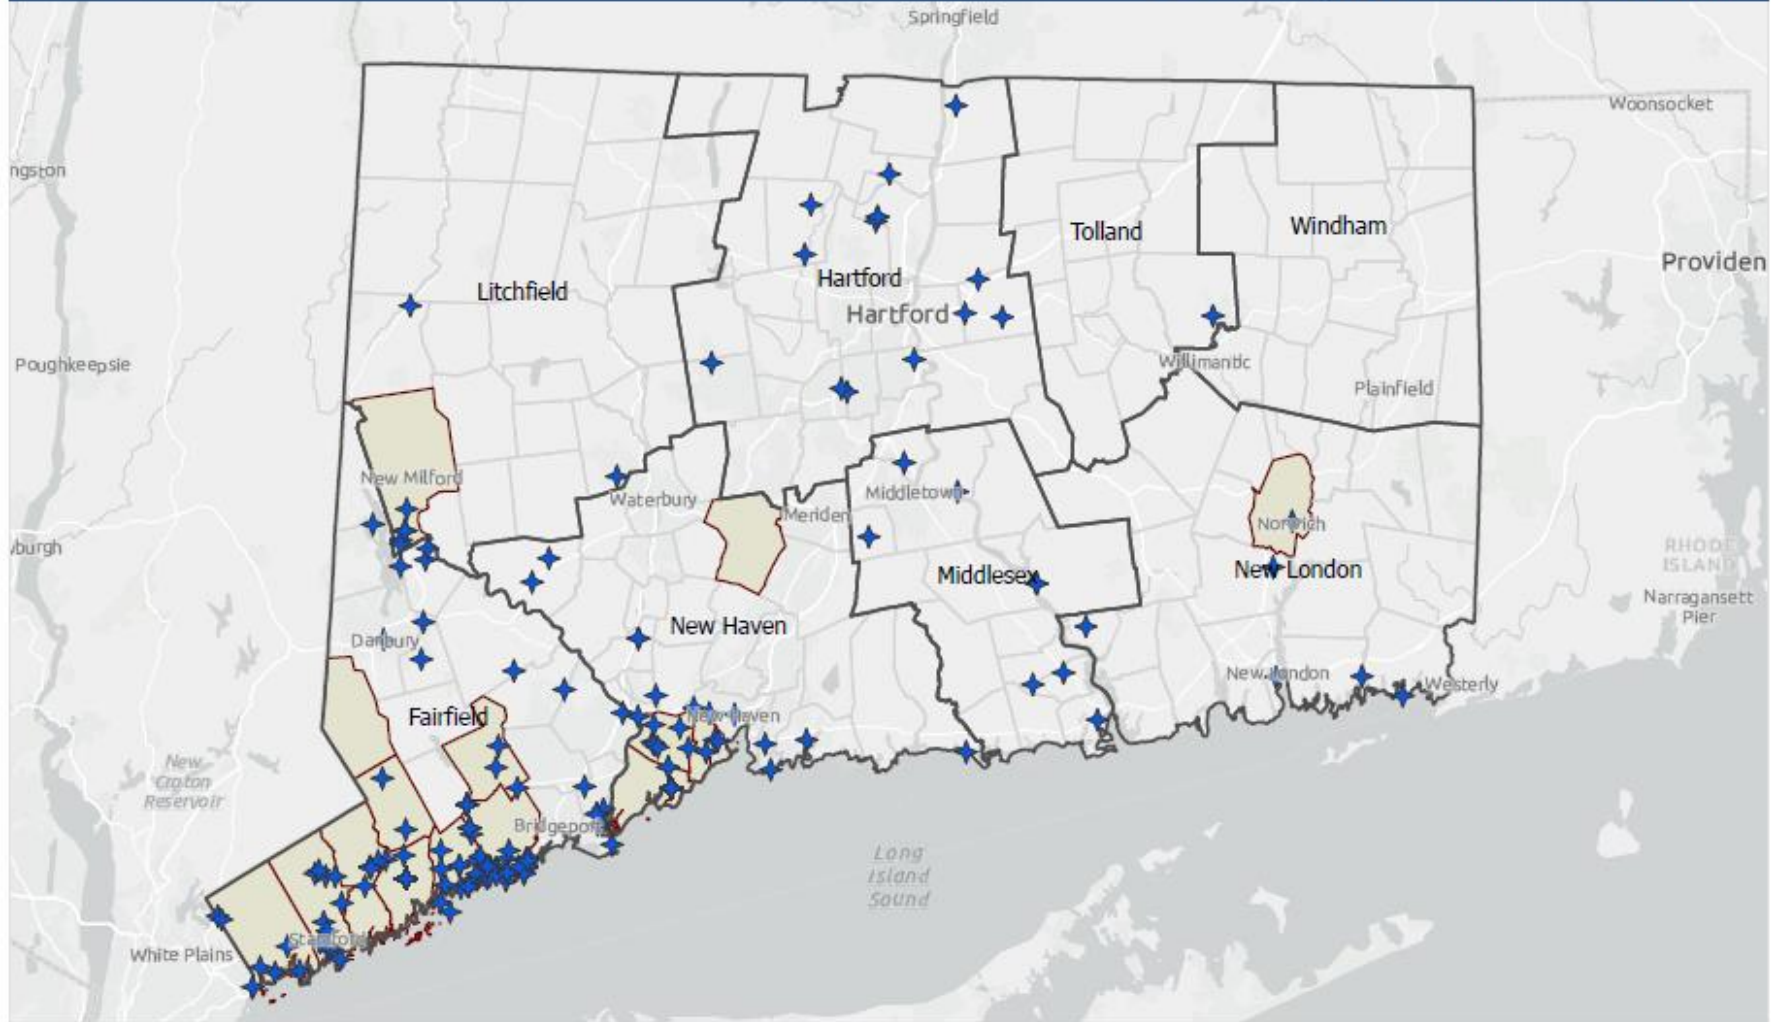 Springfield
Woonsocket
ngston
Tolland
Windham
Providen
Hartford
Litchfield
Hartford
Poughkeepsie
Willimantic
Plainfield
New Milford
Waterbury
Middletown
Meriden
Norwich
yburgh
RHODE
ISLAND
Middlesex
New London
Narragansett
Pier
New Haven
Danbury
New London
Westerly
Fairfield
New Haven
New
Croton
Reservoir
Bridgeport
Long
Island
Sound
Stamford
White Plains